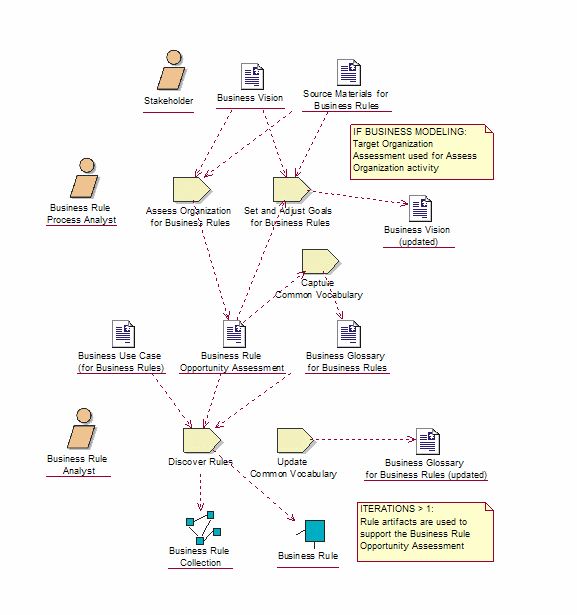 Stakeholder
Business Vision
Source Materials for
Business Rules
IF BUSINESS MODELING:
Target Organization
Assessment used for Assess
Organization activity
Business Rule
Process Analyst
Assess Organization
for Business Rules
Set and Adjust Goals
for Business Rules
Business Vision
(updated)
Capture
Common Vocabulary
Business Use Case
(for Business Rules)
Business Rule
Opportunity Assessment
Business Glossary
for Business Rules
Business Rule
Analyst
Discover Rules
Update
Common Vocabulary
Business Glossary
for Business Rules (updated)
ITERATIONS > 1:
Rule artifacts are used to
support the Business Rule
Opportunity Assessment
Business Rule
Collection
Business Rule